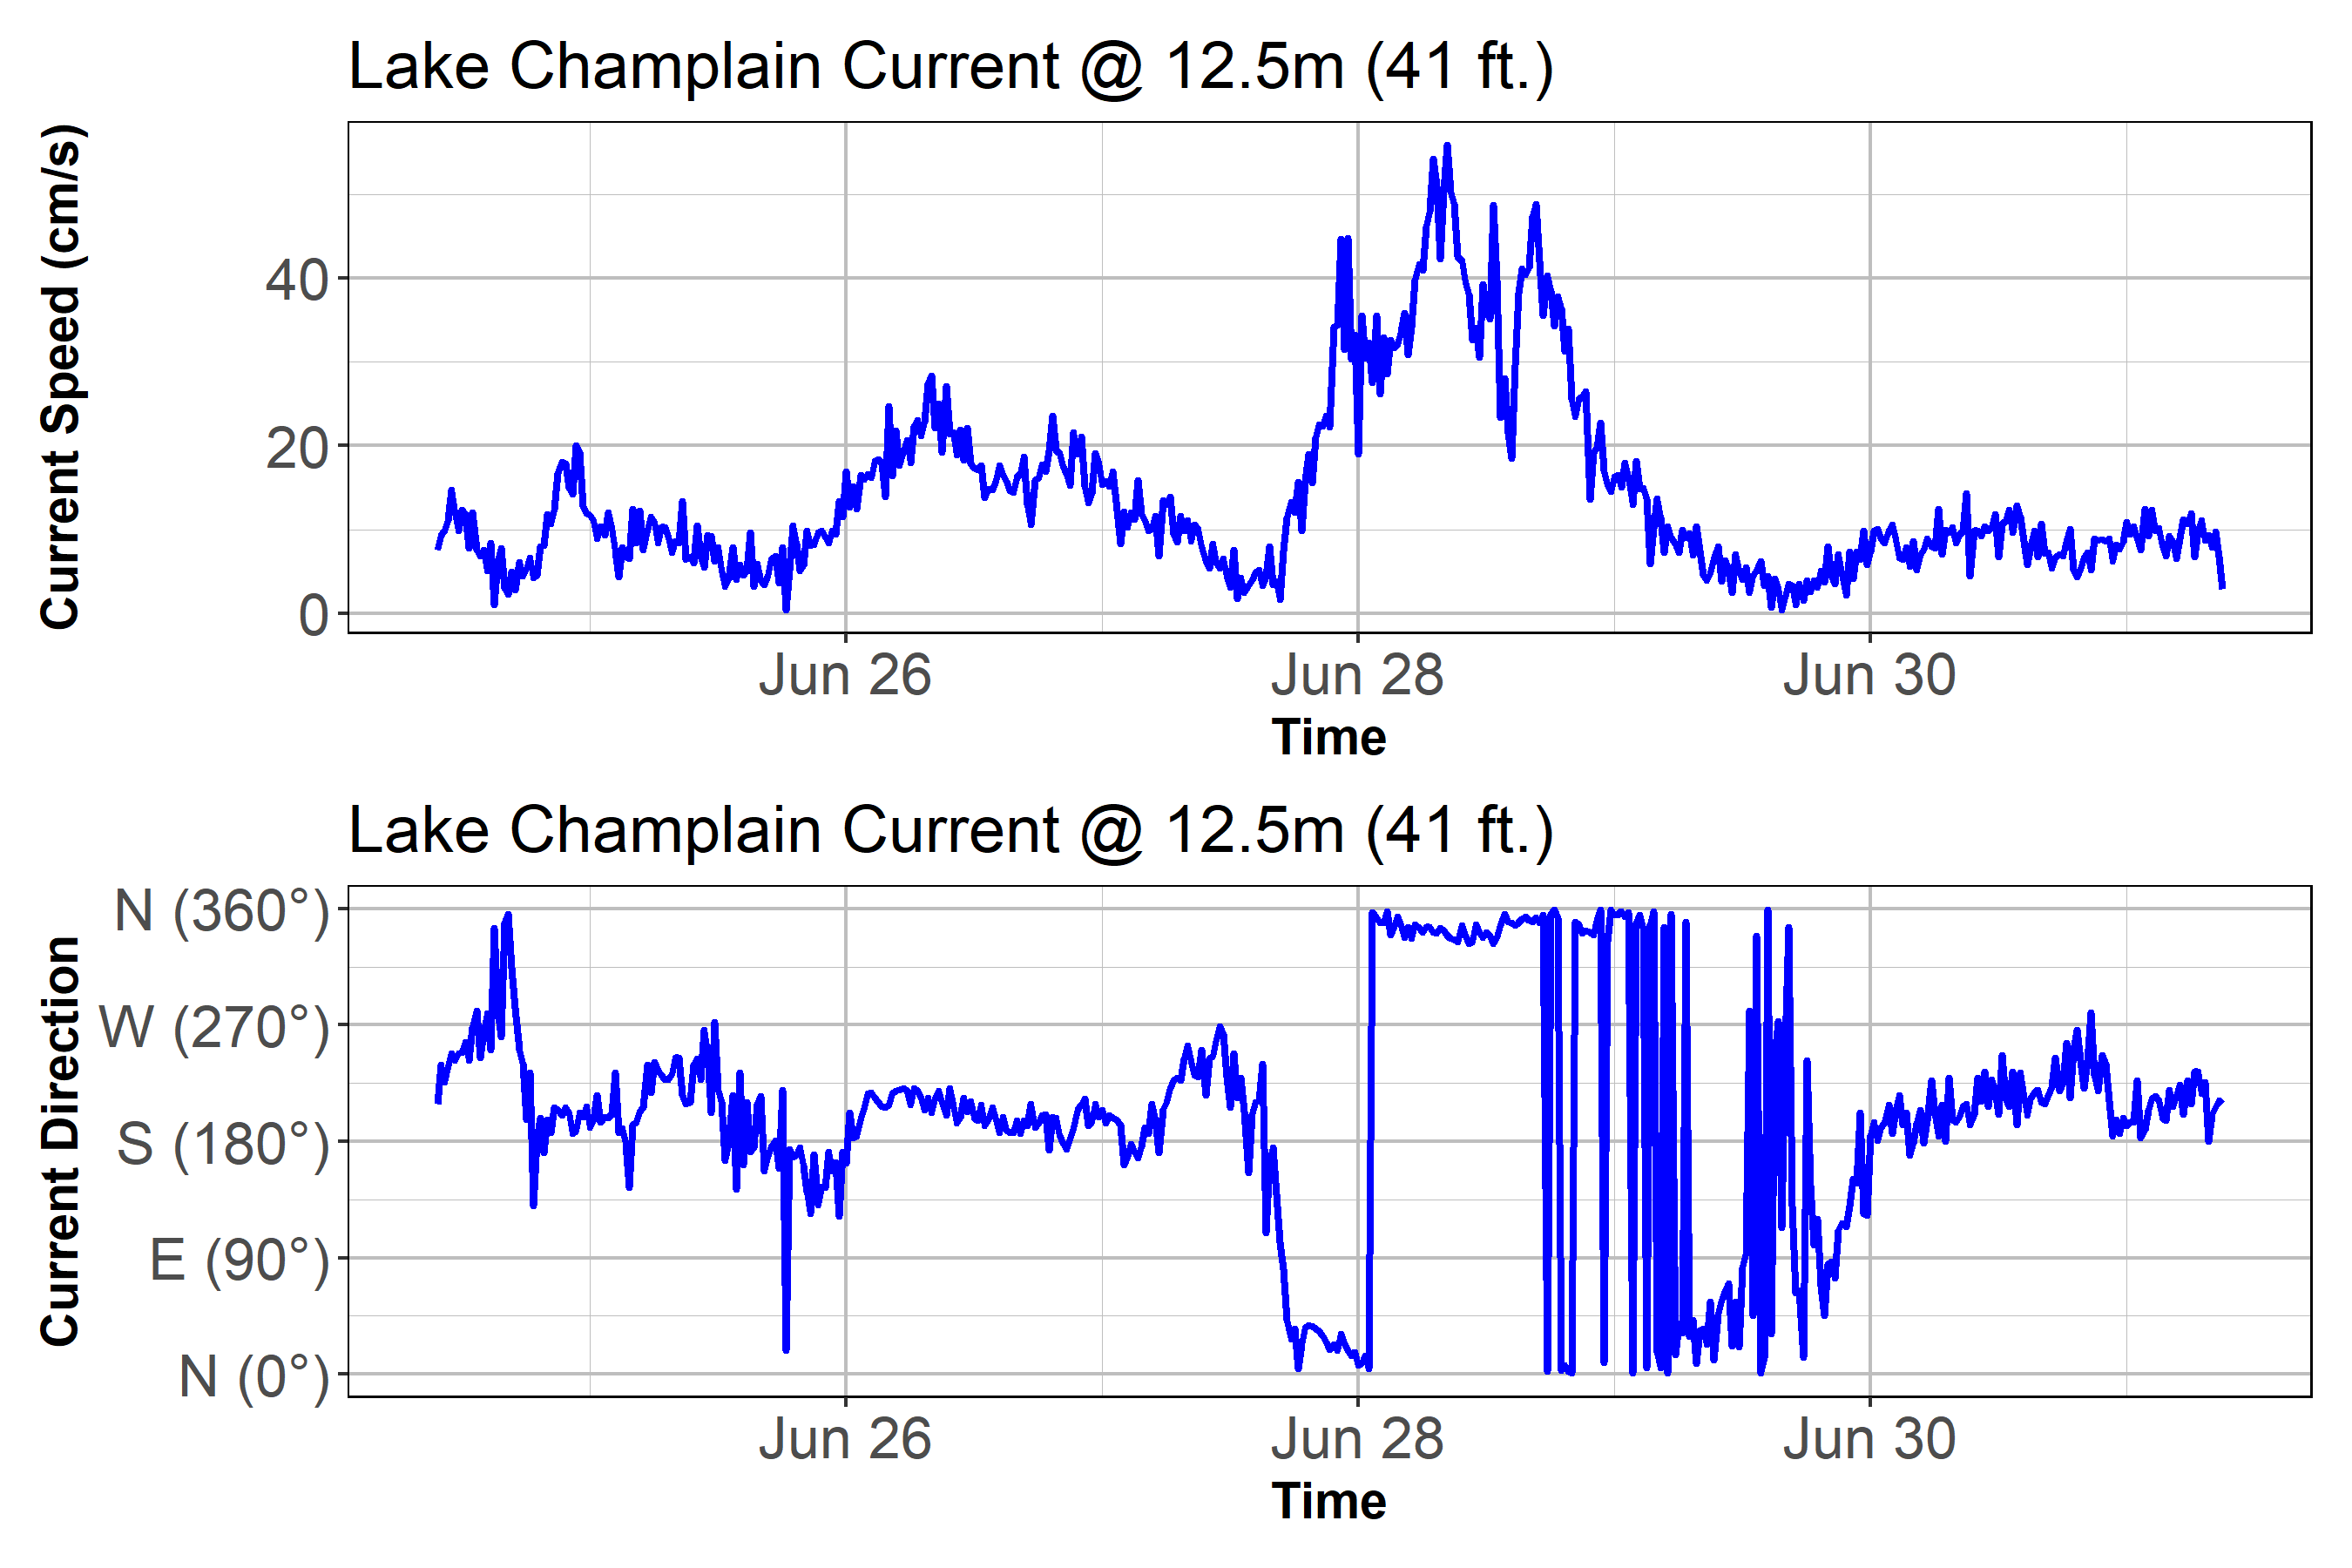 Lake Champlain Current @ 12.5m (41 ft.)
Current Speed (cm/s)
40
20
0
Jun 26 Jun 28 Jun 30
Time
Lake Champlain Current @ 12.5m (41 ft.)
Current Direction
N (360°)
W (270°)
S (180°)
E (90°)
N (0°)
Jun 26 Jun 28 Jun 30
Time